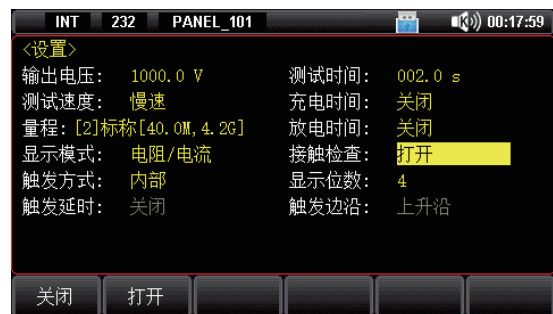 INT 232 PANEL_101 00:17:59
<设置>
输出电压: 1000.0 V 测试时间: 002.0 s
测试速度: 慢速 充电时间: 关闭
量程: [2]标称[40.0M, 4.2G] 放电时间: 关闭
显示模式: 电阻/电流 接触检查: 打开
触发方式: 内部 显示位数: 4
触发延时: 关闭 触发边沿: 上升沿
关闭 打开